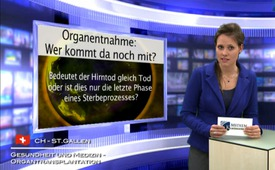 Organentnahme:
Wer kommt da noch mit?
Bedeutet der Hirntod gleich Tod
oder ist dies nur die letzte Phase
eines Sterbeprozesses?
CH - ST.GALLEN
GESUNDHEIT UND MEDIZIN -
ORGANTRANSPLANTATION